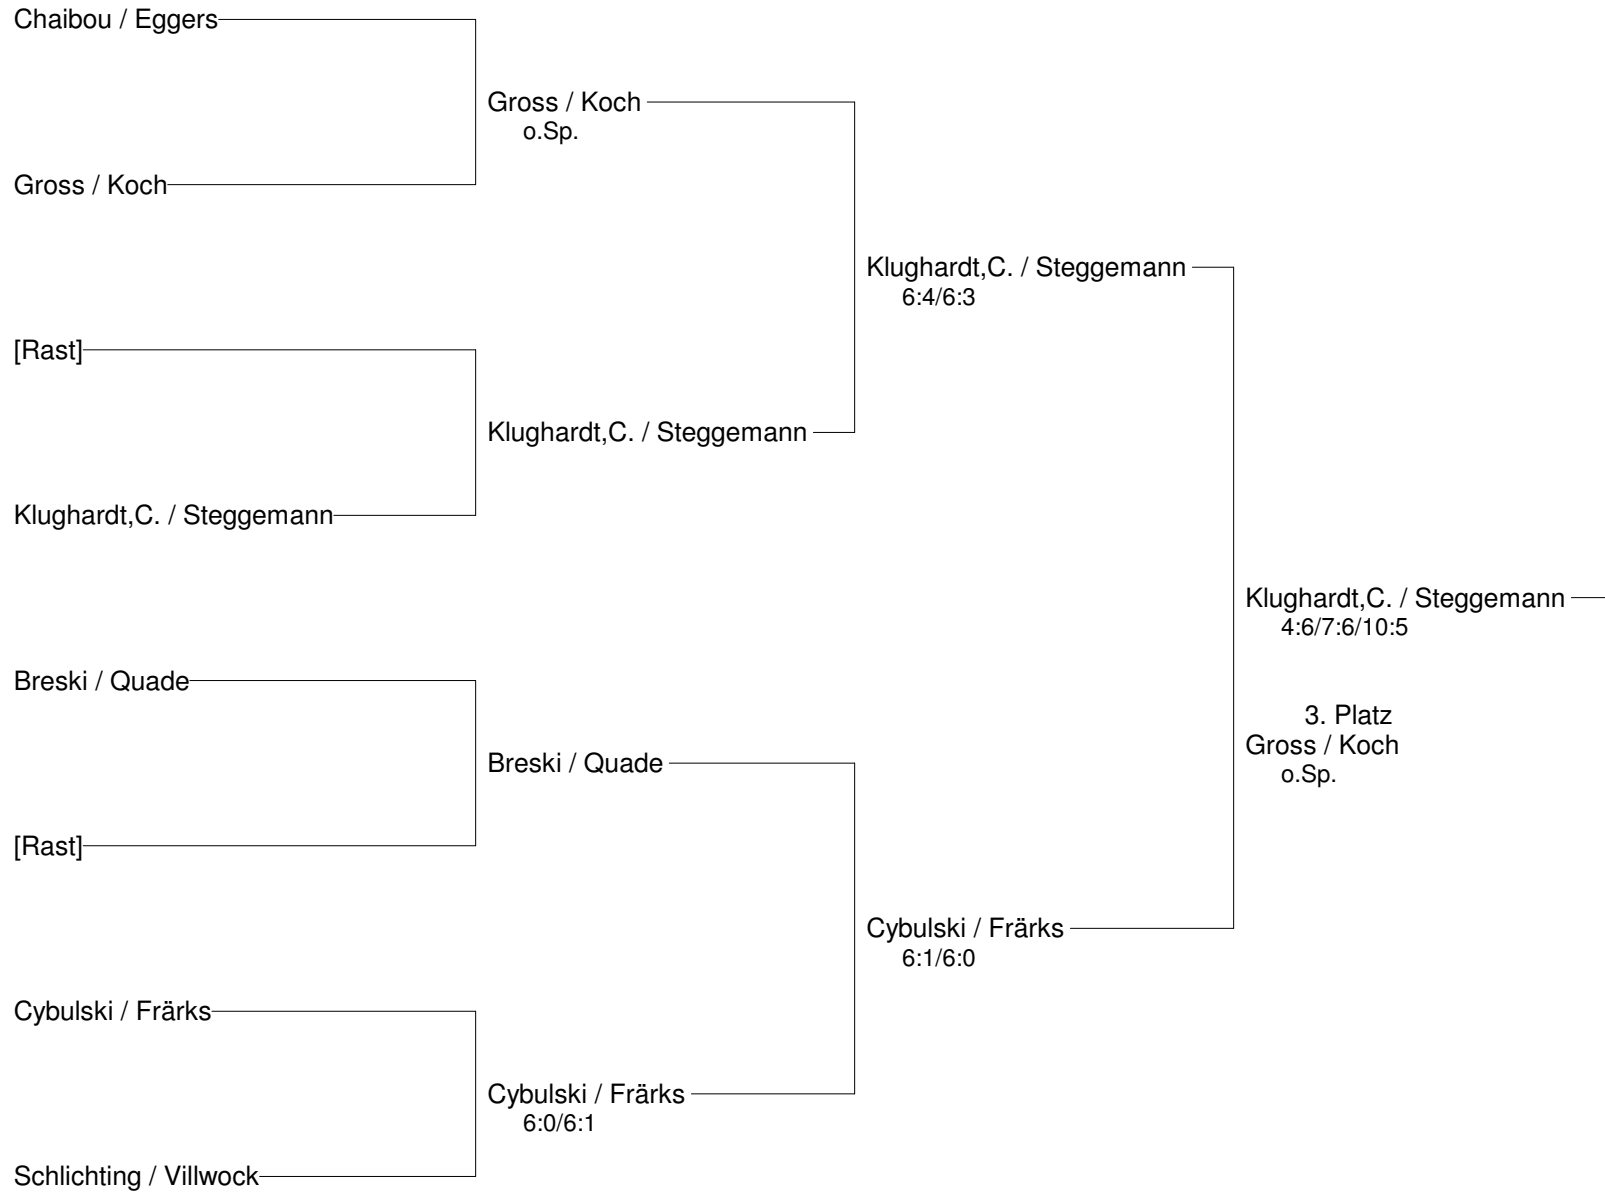 Chaibou / Eggers
Gross / Koch
o.Sp.
Gross / Koch
Klughardt,C. / Steggemann
6:4/6:3
[Rast]
Klughardt,C. / Steggemann
Klughardt,C. / Steggemann
Klughardt,C. / Steggemann
4:6/7:6/10:5
Breski / Quade
3. Platz
Gross / Koch
o.Sp.
Breski / Quade
[Rast]
Cybulski / Frärks
6:1/6:0
Cybulski / Frärks
Cybulski / Frärks
6:0/6:1
Schlichting / Villwock